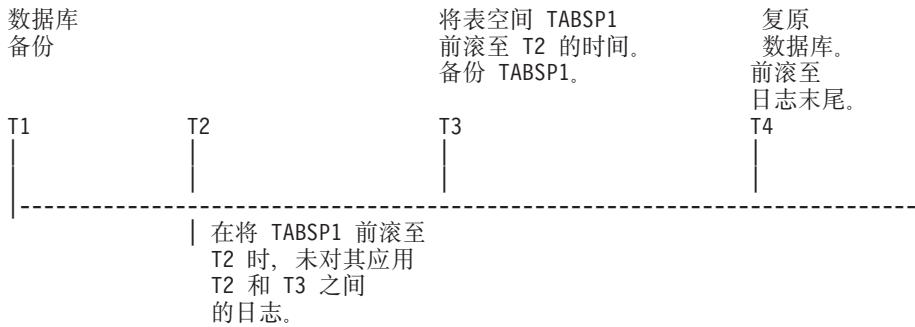 数据库
备份
将表空间 TABSP1
前滚至 T2 的时间。
备份 TABSP1。
复原
数据库。
前滚至
日志末尾。
T1 T2 T3 T4
在将 TABSP1 前滚至
T2 时，未对其应用
T2 和 T3 之间
的日志。